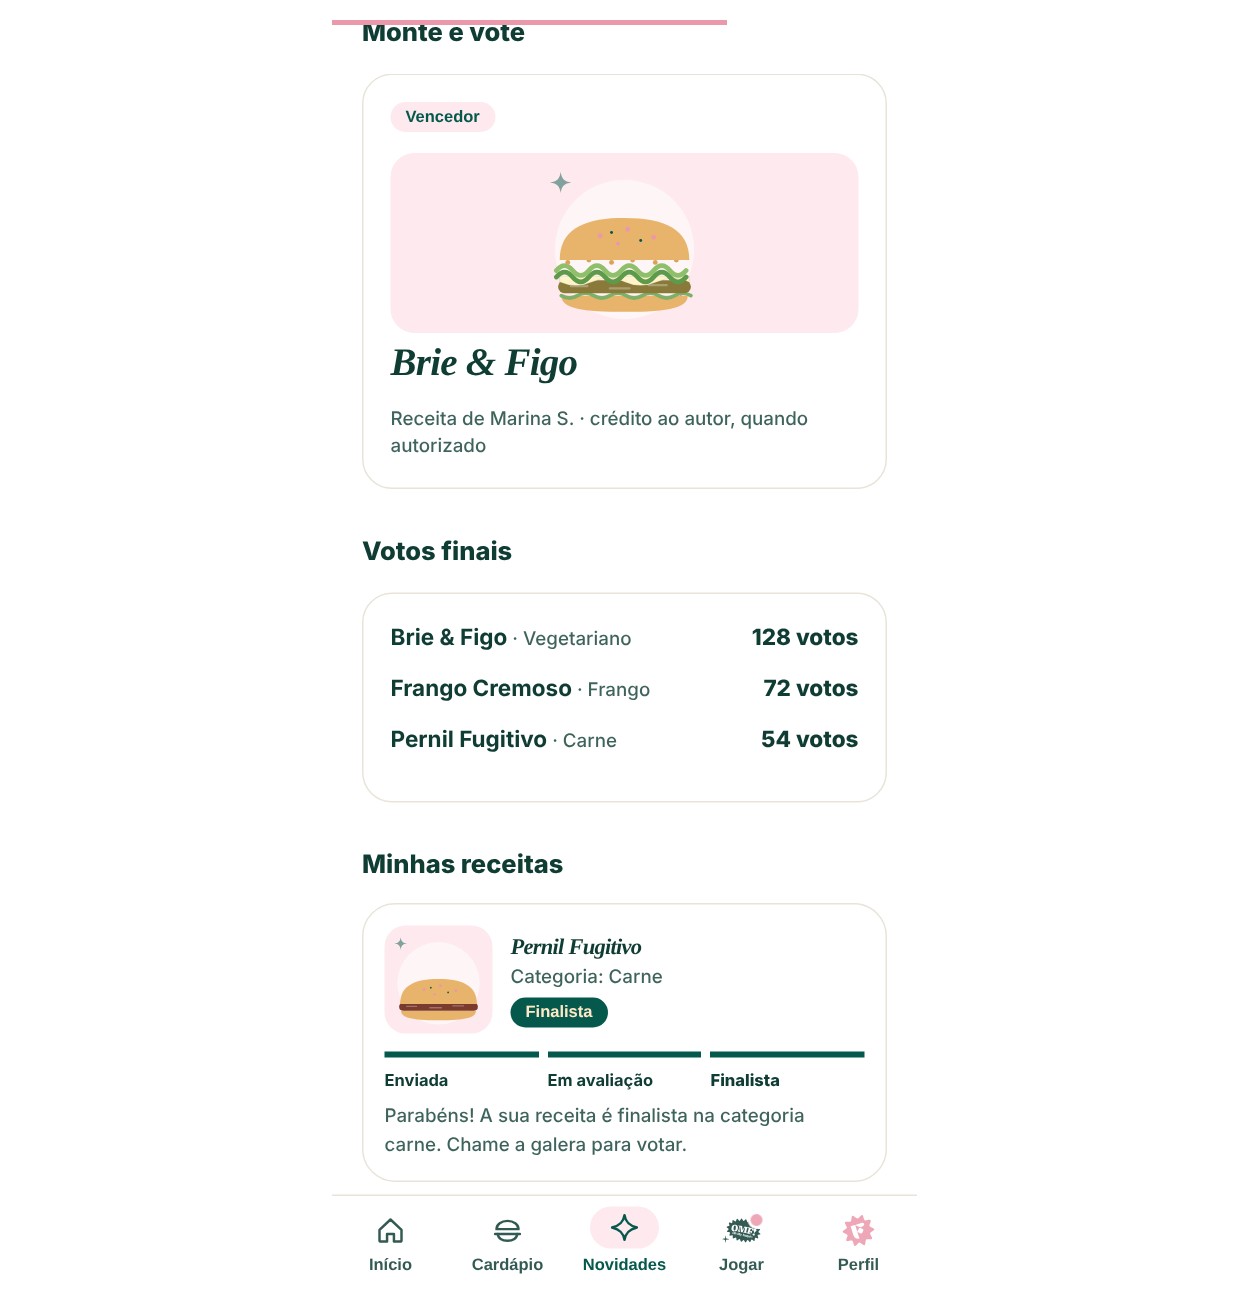 Monte e vote
Vencedor
Brie & Figo
Receita de Marina S. · crédito ao autor, quando
autorizado
Votos finais
Brie & Figo · Vegetariano 128 votos
Frango Cremoso · Frango 72 votos
Pernil Fugitivo · Carne 54 votos
Minhas receitas
Pernil Fugitivo
Categoria: Carne
Finalista
Enviada Em avaliação Finalista
Parabéns! A sua receita é finalista na categoria
carne. Chame a galera para votar.
Início Cardápio Novidades Jogar Perfil